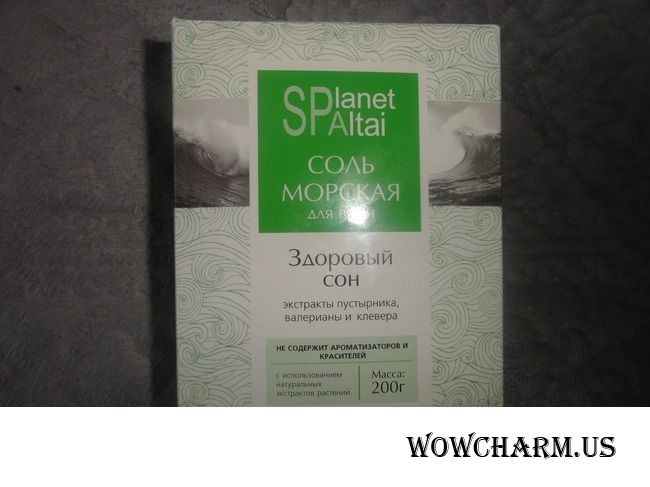 SPlanet
Altai
СОЛЬ
МОРСКАЯ
ДЛЯ
Здоровый
сон
экстракты пустырника,
валерианы и клевера
НЕ СОДЕРЖИТ АРОМАТИЗАТОРОВ И
КРАСИТЕЛЕЙ
с использованием
натуральных
экстрактов растений
Масса:
200г
WOWCHARM.US